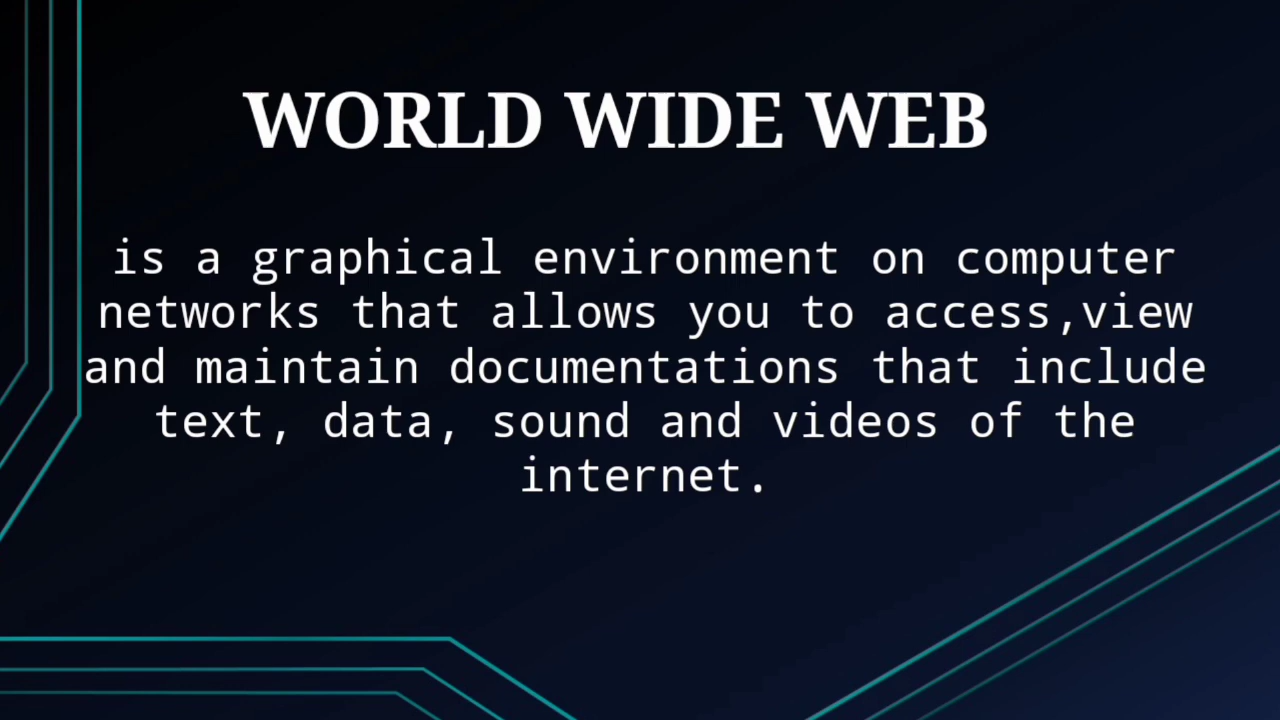 WORLD WIDE WEB
is a graphical environment on computer
networks that allows you to access,view
and maintain documentations that include
text, data, sound and videos of the
internet.